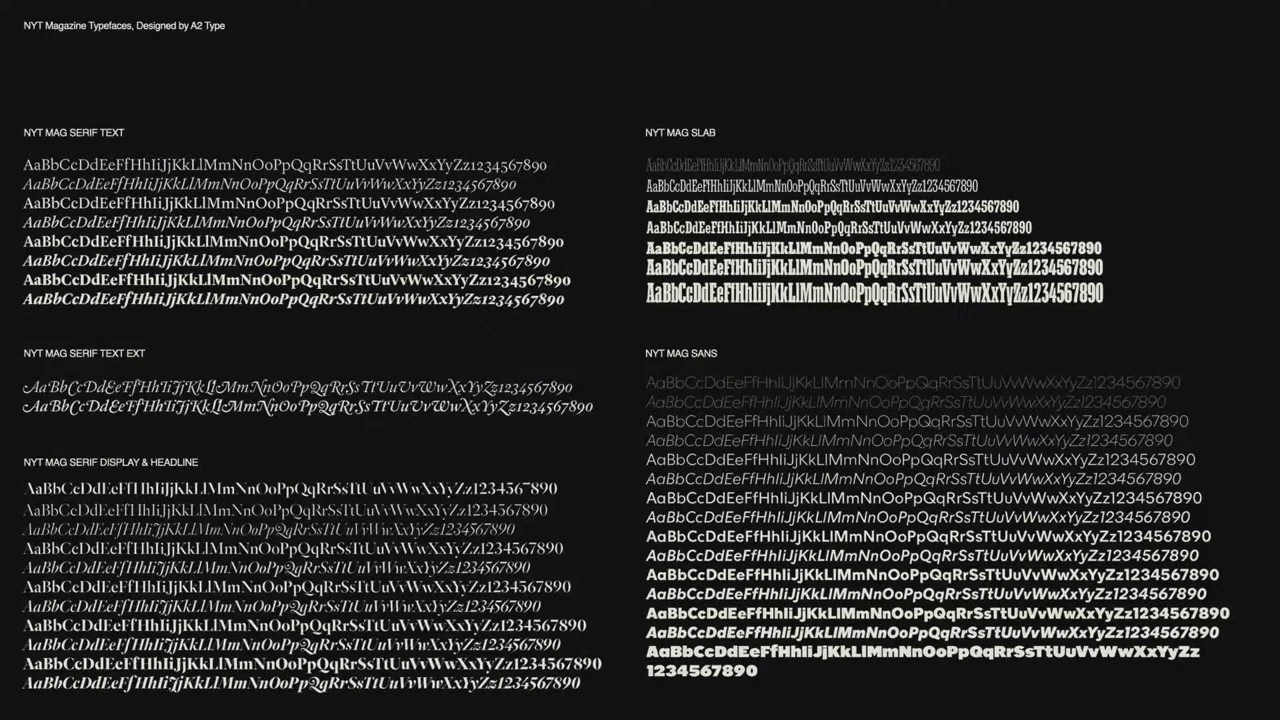 NYT Magazine Typefaces, Designed by A2 Type
NYT MAG SERIF TEXT
AaBbCcDdEeFfHhIiJjKkLlMmNnOoPpQqRrSsTtUuVvWwXxYyZz1234567890
AaBbCcDdEeFfHhIiJjKkLlMmNnOoPpQqRrSsTtUuVvWwXxYyZz1234567890
AaBbCcDdEeFfHhIiJjKkLlMmNnOoPpQqRrSsTtUuVvWwXxYyZz1234567890
AaBbCcDdEeFfHhIiJjKkLlMmNnOoPpQqRrSsTtUuVvWwXxYyZz1234567890
AaBbCcDdEeFfHhIiJjKkLlMmNnOoPpQqRrSsTtUuVvWwXxYyZz1234567890
AaBbCcDdEeFfHhIiJjKkLlMmNnOoPpQqRrSsTtUuVvWwXxYyZz1234567890
AaBbCcDdEeFfHhIiJjKkLlMmNnOoPpQqRrSsTtUuVvWwXxYyZz1234567890
AaBbCcDdEeFfHhIiJjKkLlMmNnOoPpQqRrSsTtUuVvWwXxYyZz1234567890
NYT MAG SERIF TEXT EXT
AaBbCcDdEeFfHhIiJjKkLlMmNnOoPpQqRrSsTtUuVvWwXxYyZz1234567890
AaBbCcDdEeFfHhIiJjKkLlMmNnOoPpQqRrSsTtUuVvWwXxYyZz1234567890
NYT MAG SERIF DISPLAY & HEADLINE
AaBbCcDdEeFfHhIiJjKkLlMmNnOoPpQqRrSsTtUuVvWwXxYyZz1234567890
AaBbCcDdEeFfHhIiJjKkLlMmNnOoPpQqRrSsTtUuVvWwXxYyZz1234567890
AaBbCcDdEeFfHhIiJjKkLlMmNnOoPpQqRrSsTtUuVvWwXxYyZz1234567890
AaBbCcDdEeFfHhIiJjKkLlMmNnOoPpQqRrSsTtUuVvWwXxYyZz1234567890
AaBbCcDdEeFfHhIiJjKkLlMmNnOoPpQqRrSsTtUuVvWwXxYyZz1234567890
AaBbCcDdEeFfHhIiJjKkLlMmNnOoPpQqRrSsTtUuVvWwXxYyZz1234567890
AaBbCcDdEeFfHhIiJjKkLlMmNnOoPpQqRrSsTtUuVvWwXxYyZz1234567890
AaBbCcDdEeFfHhIiJjKkLlMmNnOoPpQqRrSsTtUuVvWwXxYyZz1234567890
AaBbCcDdEeFfHhIiJjKkLlMmNnOoPpQqRrSsTtUuVvWwXxYyZz1234567890
AaBbCcDdEeFfHhIiJjKkLlMmNnOoPpQqRrSsTtUuVvWwXxYyZz1234567890
AaBbCcDdEeFfHhIiJjKkLlMmNnOoPpQqRrSsTtUuVvWwXxYyZz1234567890
NYT MAG SLAB
AaBbCcDdEeFfHhIiJjKkLlMmNnOoPpQqRrSsTtUuVvWwXxYyZz1234567890
AaBbCcDdEeFfHhIiJjKkLlMmNnOoPpQqRrSsTtUuVvWwXxYyZz1234567890
AaBbCcDdEeFfHhIiJjKkLlMmNnOoPpQqRrSsTtUuVvWwXxYyZz1234567890
AaBbCcDdEeFfHhIiJjKkLlMmNnOoPpQqRrSsTtUuVvWwXxYyZz1234567890
AaBbCcDdEeFfHhIiJjKkLlMmNnOoPpQqRrSsTtUuVvWwXxYyZz1234567890
AaBbCcDdEeFfHhIiJjKkLlMmNnOoPpQqRrSsTtUuVvWwXxYyZz1234567890
AaBbCcDdEeFfHhIiJjKkLlMmNnOoPpQqRrSsTtUuVvWwXxYyZz1234567890
NYT MAG SANS
AaBbCcDdEeFfHhIiJjKkLlMmNnOoPpQqRrSsTtUuVvWwXxYyZz1234567890
AaBbCcDdEeFfHhIiJjKkLlMmNnOoPpQqRrSsTtUuVvWwXxYyZz1234567890
AaBbCcDdEeFfHhIiJjKkLlMmNnOoPpQqRrSsTtUuVvWwXxYyZz1234567890
AaBbCcDdEeFfHhIiJjKkLlMmNnOoPpQqRrSsTtUuVvWwXxYyZz1234567890
AaBbCcDdEeFfHhIiJjKkLlMmNnOoPpQqRrSsTtUuVvWwXxYyZz1234567890
AaBbCcDdEeFfHhIiJjKkLlMmNnOoPpQqRrSsTtUuVvWwXxYyZz1234567890
AaBbCcDdEeFfHhIiJjKkLlMmNnOoPpQqRrSsTtUuVvWwXxYyZz1234567890
AaBbCcDdEeFfHhIiJjKkLlMmNnOoPpQqRrSsTtUuVvWwXxYyZz1234567890
AaBbCcDdEeFfHhIiJjKkLlMmNnOoPpQqRrSsTtUuVvWwXxYyZz1234567890
AaBbCcDdEeFfHhIiJjKkLlMmNnOoPpQqRrSsTtUuVvWwXxYyZz1234567890
AaBbCcDdEeFfHhIiJjKkLlMmNnOoPpQqRrSsTtUuVvWwXxYyZz1234567890
AaBbCcDdEeFfHhIiJjKkLlMmNnOoPpQqRrSsTtUuVvWwXxYyZz1234567890
AaBbCcDdEeFfHhIiJjKkLlMmNnOoPpQqRrSsTtUuVvWwXxYyZz1234567890
AaBbCcDdEeFfHhIiJjKkLlMmNnOoPpQqRrSsTtUuVvWwXxYyZz1234567890
AaBbCcDdEeFfHhIiJjKkLlMmNnOoPpQqRrSsTtUuVvWwXxYyZz
1234567890